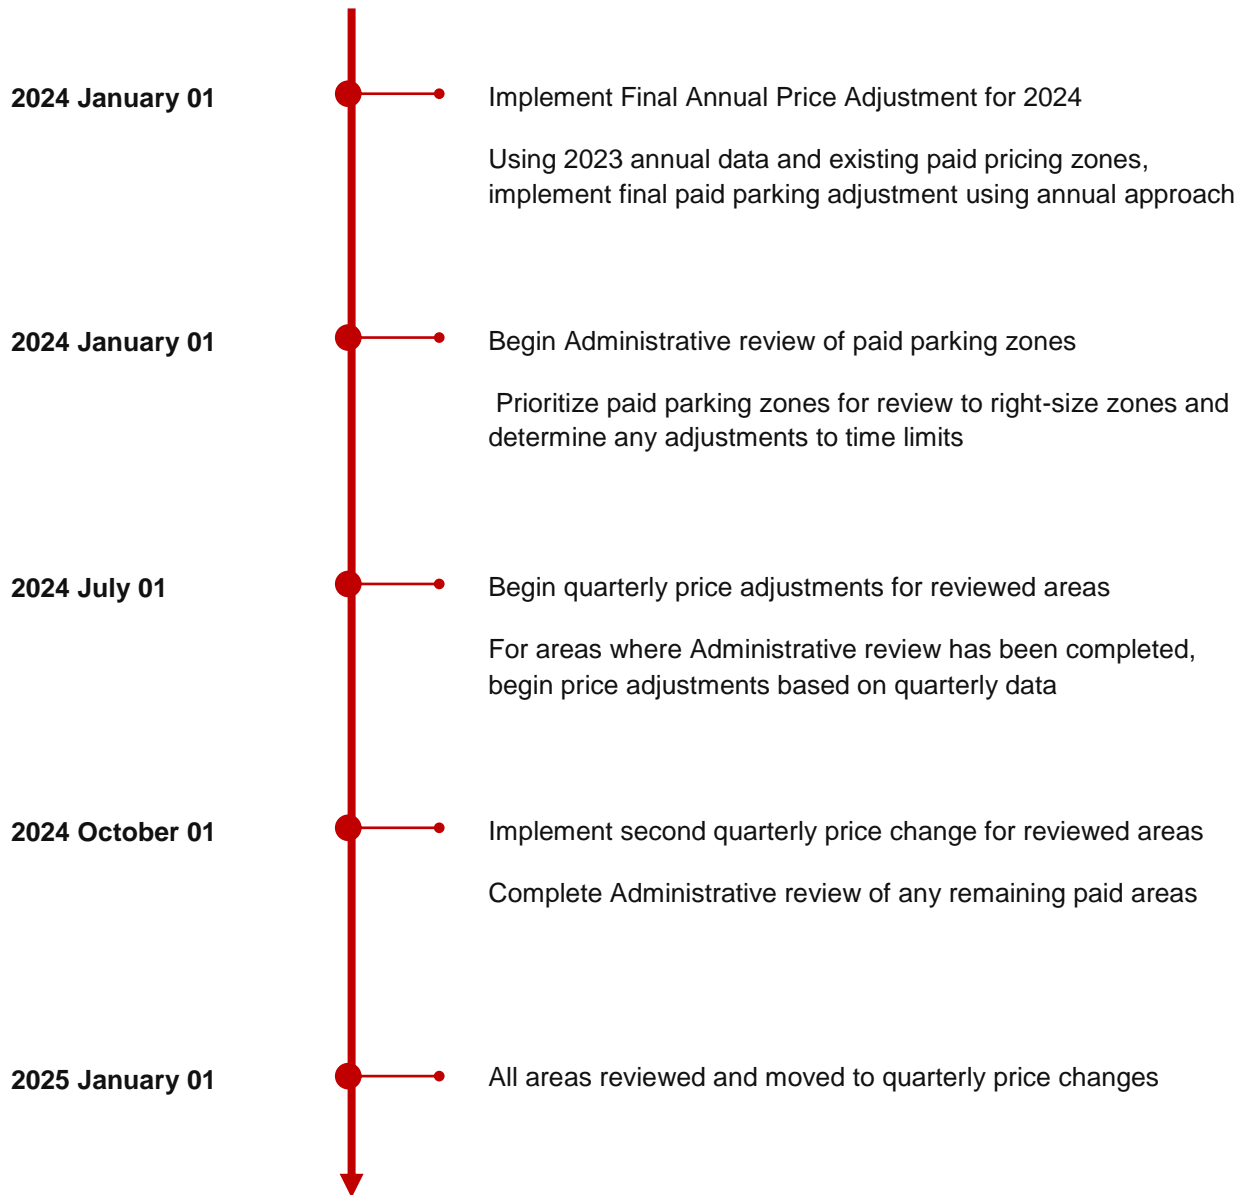 2024 January 01
Implement Final Annual Price Adjustment for 2024
Using 2023 annual data and existing paid pricing zones,
implement final paid parking adjustment using annual approach
2024 January 01
Begin Administrative review of paid parking zones
Prioritize paid parking zones for review to right-size zones and
determine any adjustments to time limits
2024 July 01
Begin quarterly price adjustments for reviewed areas
For areas where Administrative review has been completed,
begin price adjustments based on quarterly data
2024 October 01
Implement second quarterly price change for reviewed areas
Complete Administrative review of any remaining paid areas
2025 January 01
All areas reviewed and moved to quarterly price changes